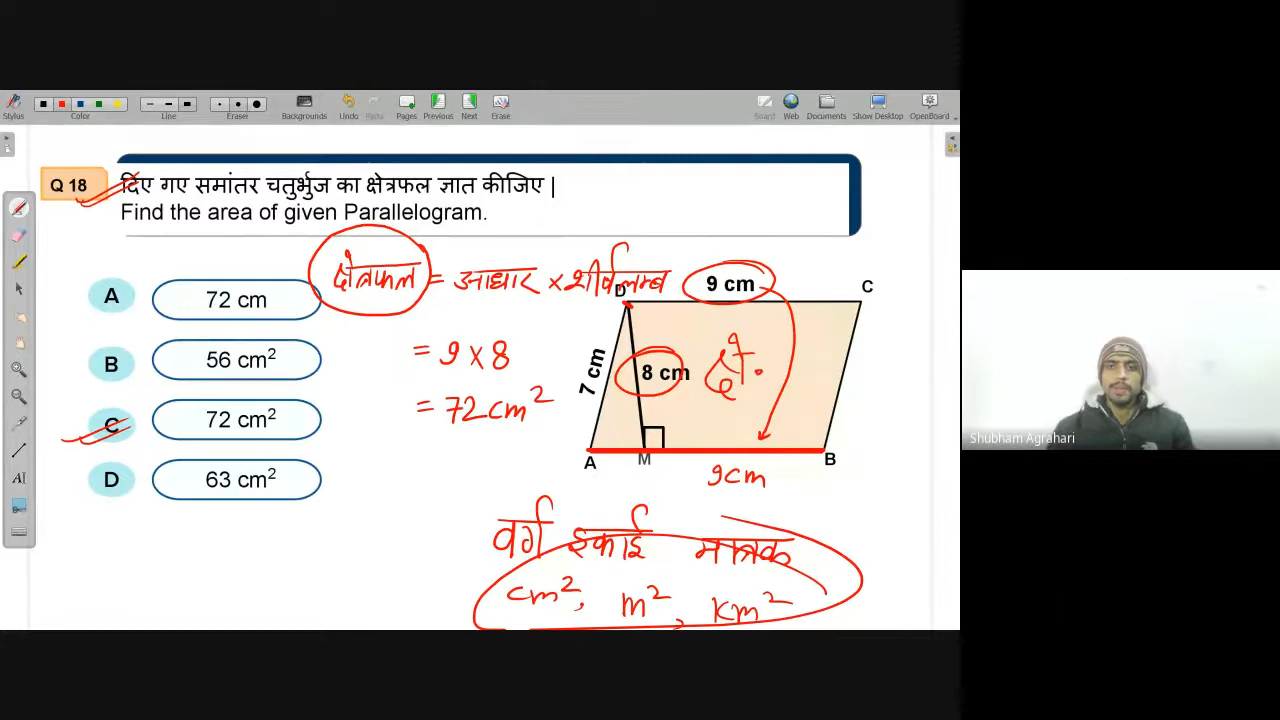 Stylus Color Line Eraser Backgrounds Undo Redo Pages Previous Next Erase Board Web Documents Show Desktop OpenBoard
Q 18
दिए गए समांतर चतुर्भुज का क्षेत्रफल ज्ञात कीजिए |
Find the area of given Parallelogram.
क्षेत्रफल = आधार × शीर्षलम्ब
A 72 cm
B 56 cm²
C 72 cm²
D 63 cm²
= 9 × 8
= 72 cm²
D 9 cm C
7 cm
8 cm क्षे.
A M B
9cm
वर्ग इकाई मात्रक
cm², m², Km²
Shubham Agrahari